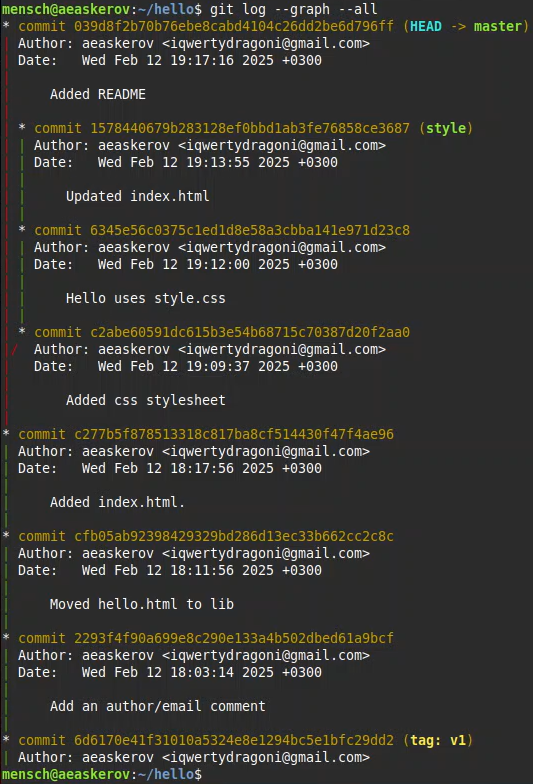 mensch@aeaskerov:~/hello$ git log --graph --all
* commit 039d8f2b70b76ebe8cabd4104c26dd2be6d796ff (HEAD -> master)
| Author: aeaskerov <iqwertydragoni@gmail.com>
| Date:   Wed Feb 12 19:17:16 2025 +0300
|
|     Added README
|
| * commit 1578440679b283128ef0bbd1ab3fe76858ce3687 (style)
| | Author: aeaskerov <iqwertydragoni@gmail.com>
| | Date:   Wed Feb 12 19:13:55 2025 +0300
| |
| |     Updated index.html
| |
| * commit 6345e56c0375c1ed1d8e58a3cbba141e971d23c8
| | Author: aeaskerov <iqwertydragoni@gmail.com>
| | Date:   Wed Feb 12 19:12:00 2025 +0300
| |
| |     Hello uses style.css
| |
| * commit c2abe60591dc615b3e54b68715c70387d20f2aa0
|/  Author: aeaskerov <iqwertydragoni@gmail.com>
|   Date:   Wed Feb 12 19:09:37 2025 +0300
|
|       Added css stylesheet
|
* commit c277b5f878513318c817ba8cf514430f47f4ae96
| Author: aeaskerov <iqwertydragoni@gmail.com>
| Date:   Wed Feb 12 18:17:56 2025 +0300
|
|     Added index.html.
|
* commit cfb05ab92398429329bd286d13ec33b662cc2c8c
| Author: aeaskerov <iqwertydragoni@gmail.com>
| Date:   Wed Feb 12 18:11:56 2025 +0300
|
|     Moved hello.html to lib
|
* commit 2293f4f90a699e8c290e133a4b502dbed61a9bcf
| Author: aeaskerov <iqwertydragoni@gmail.com>
| Date:   Wed Feb 12 18:03:14 2025 +0300
|
|     Add an author/email comment
|
* commit 6d6170e41f31010a5324e8e1294bc5e1bfc29dd2 (tag: v1)
| Author: aeaskerov <iqwertydragoni@gmail.com>
mensch@aeaskerov:~/hello$